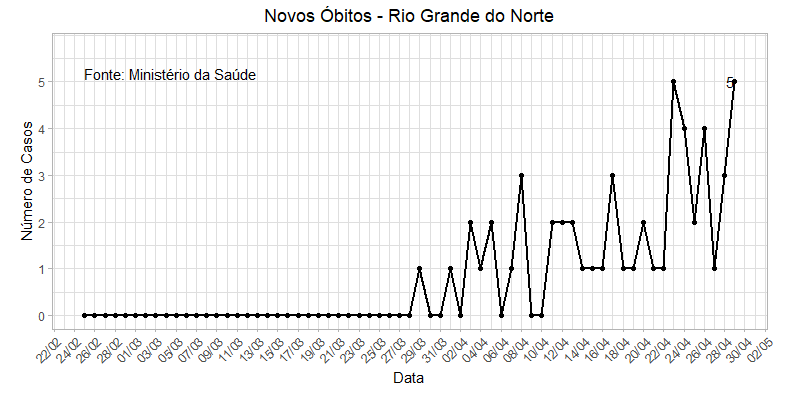 Novos Óbitos - Rio Grande do Norte
Fonte: Ministério da Saúde
5
5
4
3
2
1
0
Número de Casos
22/02 24/02 26/02 28/02 01/03 03/03 05/03 07/03 09/03 11/03 13/03 15/03 17/03 19/03 21/03 23/03 25/03 27/03 29/03 31/03 02/04 04/04 06/04 08/04 10/04 12/04 14/04 16/04 18/04 20/04 22/04 24/04 26/04 28/04 30/04 02/05
Data